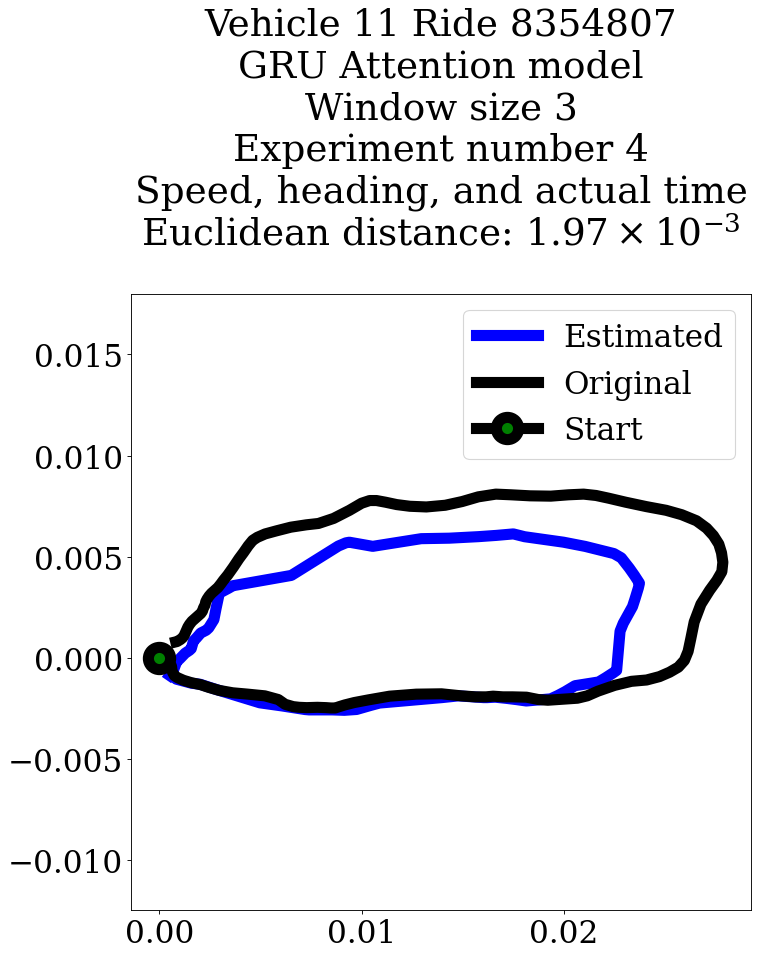 Vehicle 11 Ride 8354807
GRU Attention model
Window size 3
Experiment number 4
Speed, heading, and actual time
Euclidean distance: 1.97 × 10⁻³
Estimated
Original
Start
0.015
0.010
0.005
0.000
−0.005
−0.010
0.00 0.01 0.02